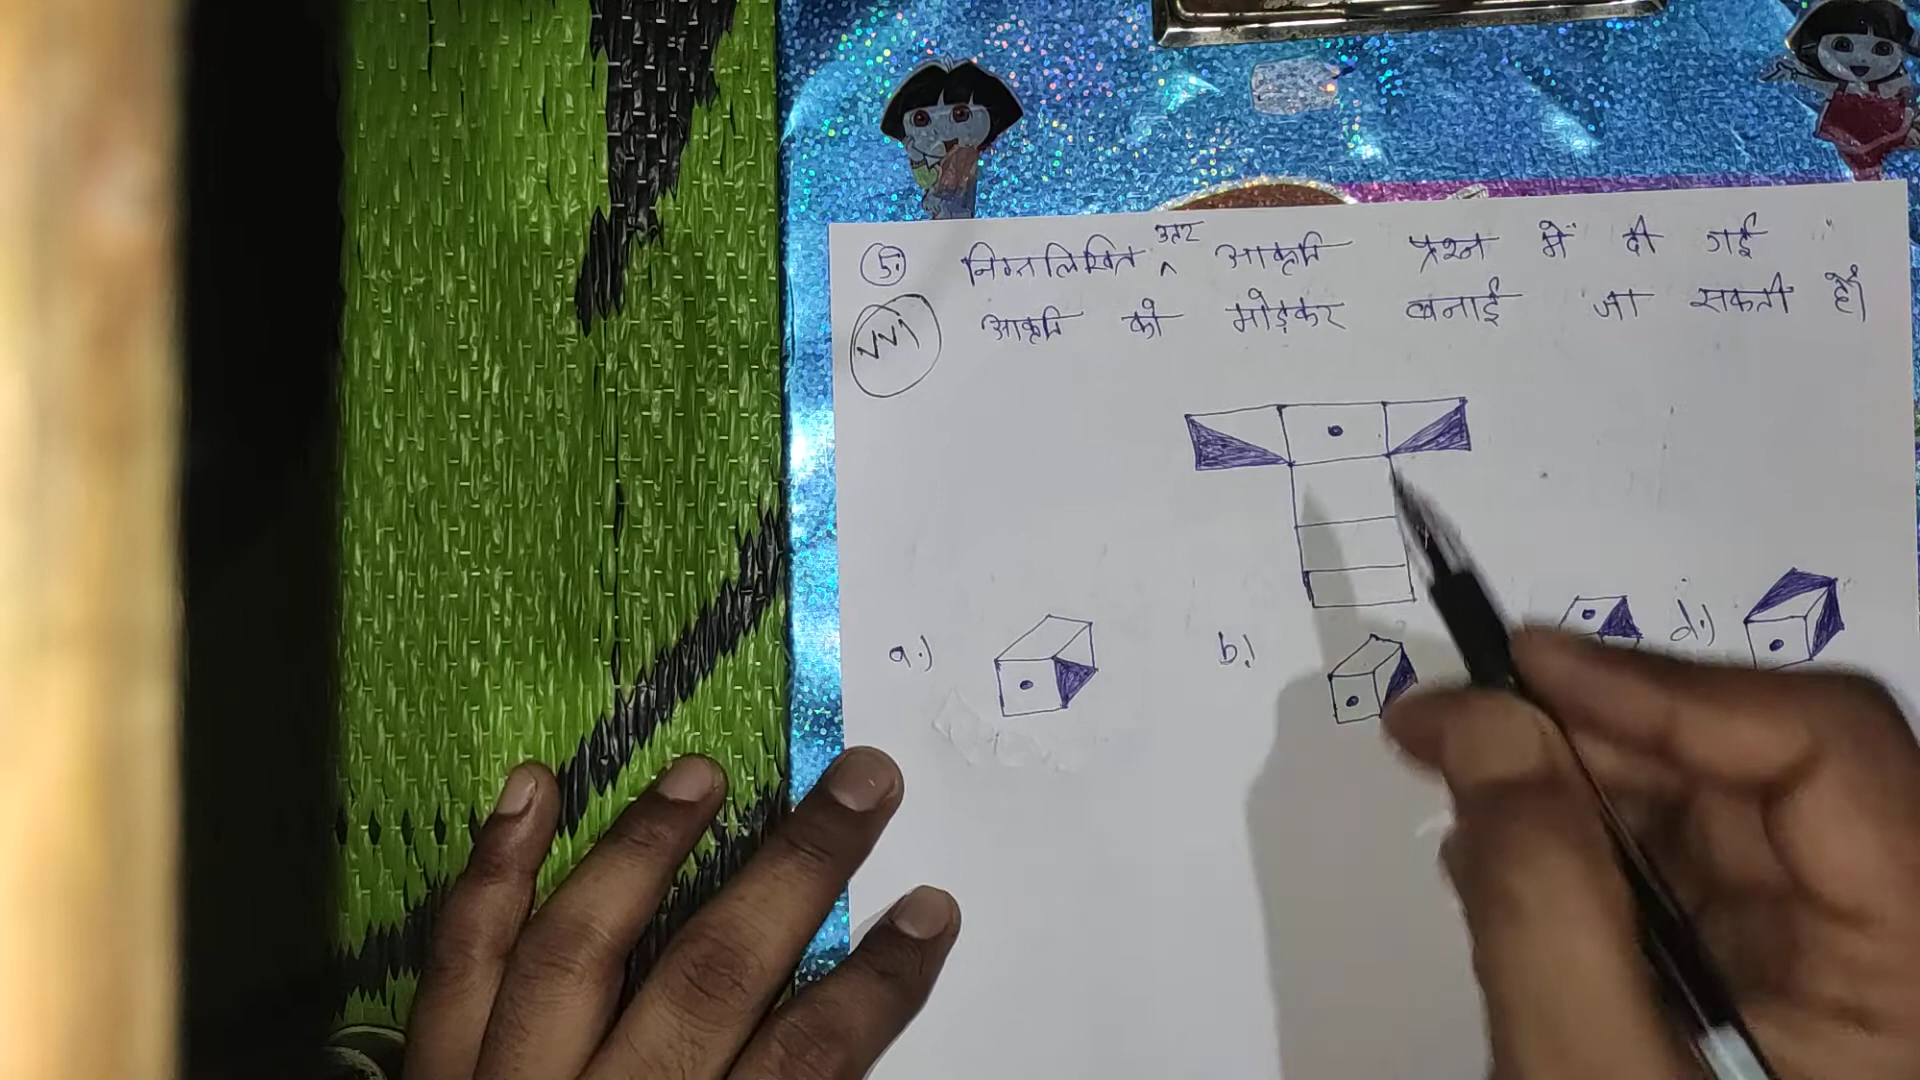 5. निम्नलिखित उत्तर आकृति प्रश्न में दी गई
VVI आकृति को मोड़कर बनाई जा सकती हैं।
a.) b.) d.)